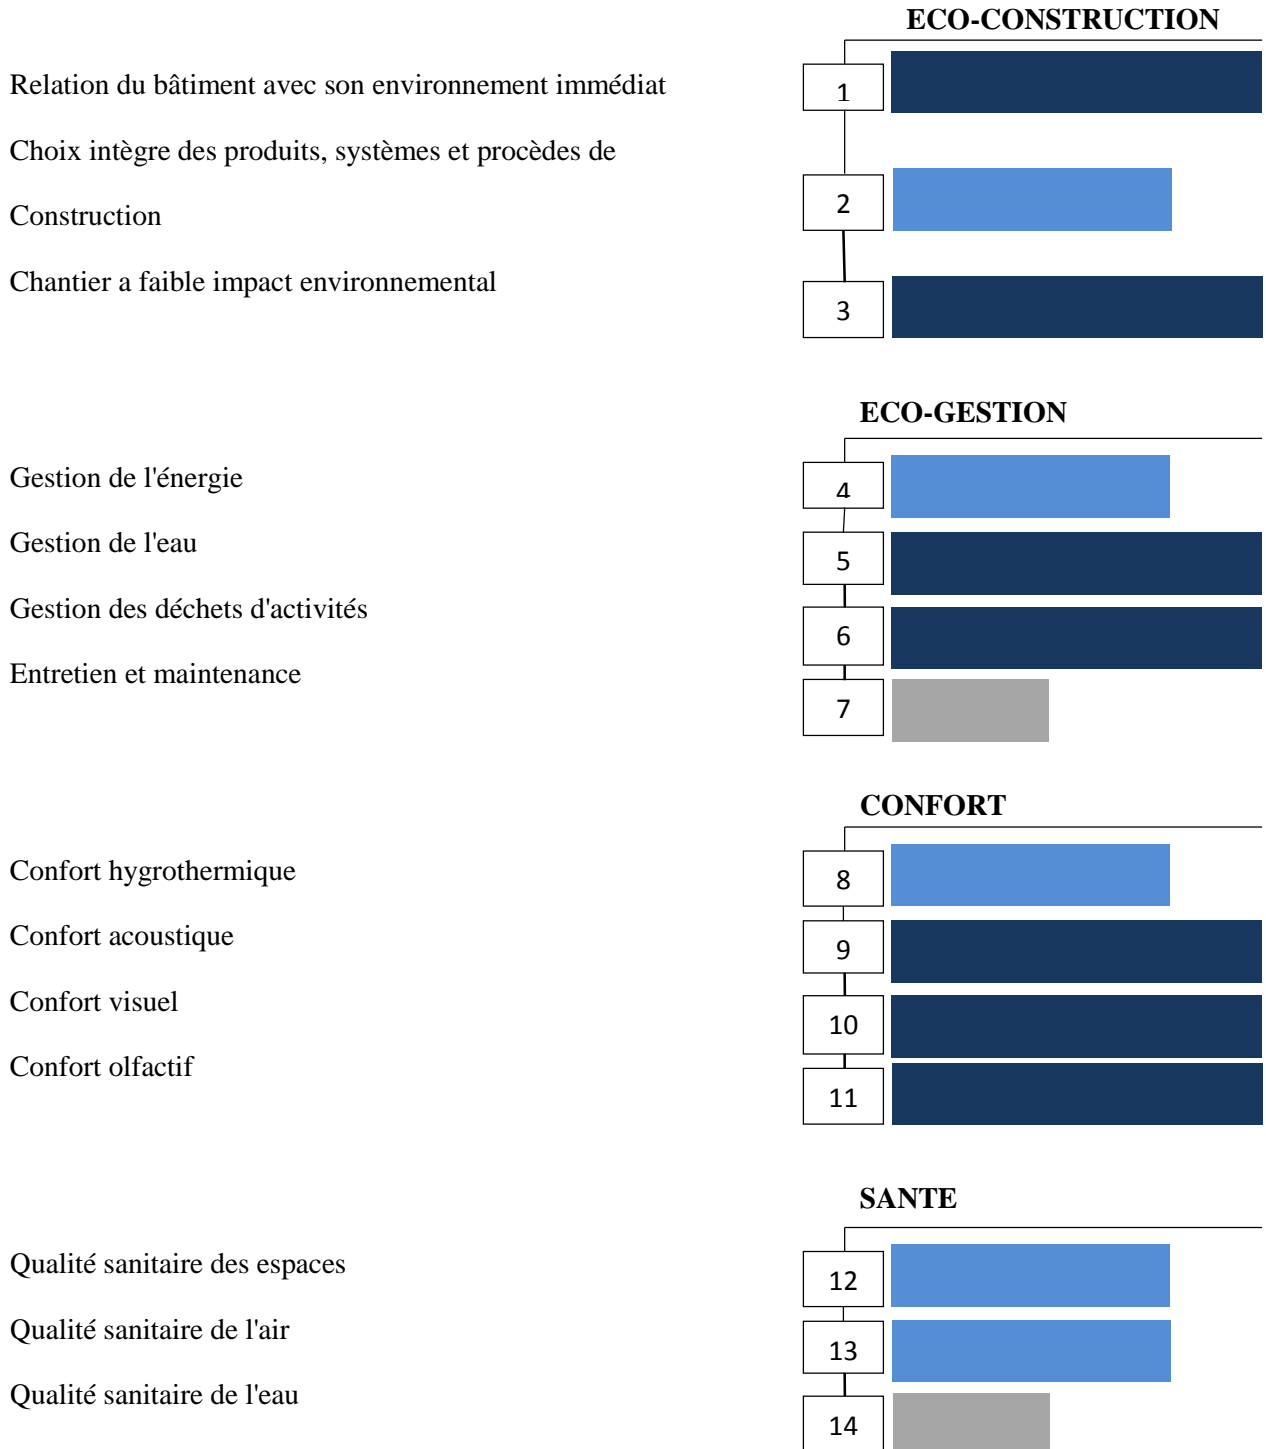 ECO-CONSTRUCTION
Relation du bâtiment avec son environnement immédiat
1
Choix intègre des produits, systèmes et procèdes de
Construction
2
Chantier a faible impact environnemental
3
ECO-GESTION
Gestion de l'énergie
4
Gestion de l'eau
5
Gestion des déchets d'activités
6
Entretien et maintenance
7
CONFORT
Confort hygrothermique
8
Confort acoustique
9
Confort visuel
10
Confort olfactif
11
SANTE
Qualité sanitaire des espaces
12
Qualité sanitaire de l'air
13
Qualité sanitaire de l'eau
14